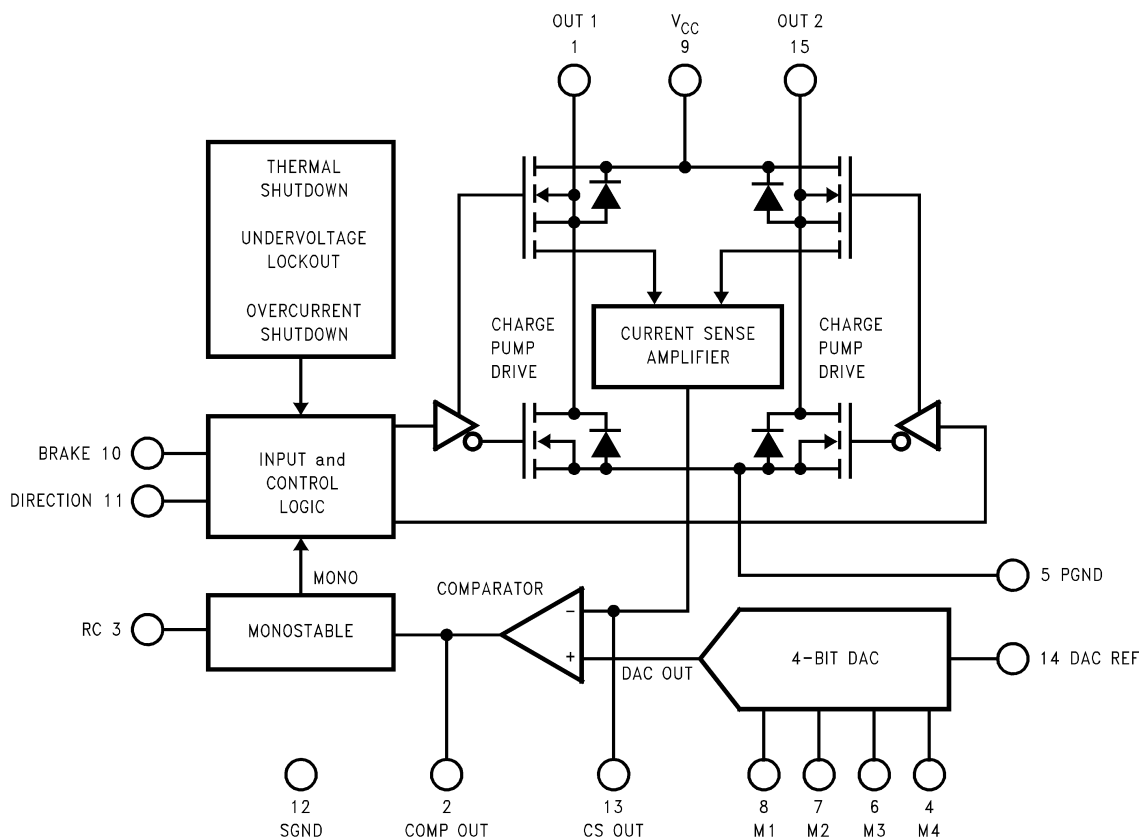 OUT 1
1
VCC
9
OUT 2
15
THERMAL
SHUTDOWN
UNDERVOLTAGE
LOCKOUT
OVERCURRENT
SHUTDOWN
CHARGE
PUMP
DRIVE
CURRENT SENSE
AMPLIFIER
CHARGE
PUMP
DRIVE
BRAKE 10
DIRECTION 11
INPUT and
CONTROL
LOGIC
MONO
COMPARATOR
5 PGND
RC 3
MONOSTABLE
-
+
DAC OUT
4-BIT DAC
14 DAC REF
12
SGND
2
COMP OUT
13
CS OUT
8
M1
7
M2
6
M3
4
M4